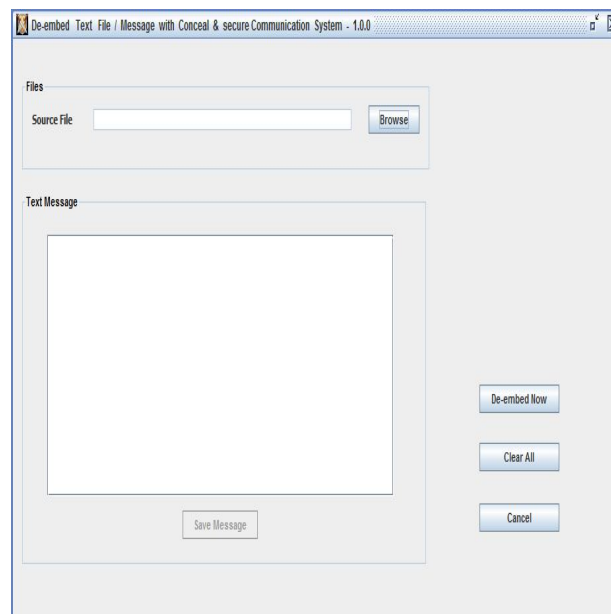 De-embed Text File / Message with Conceal & secure Communication System - 1.0.0
Files
Source File
Browse
Text Message
Save Message
De-embed Now
Clear All
Cancel